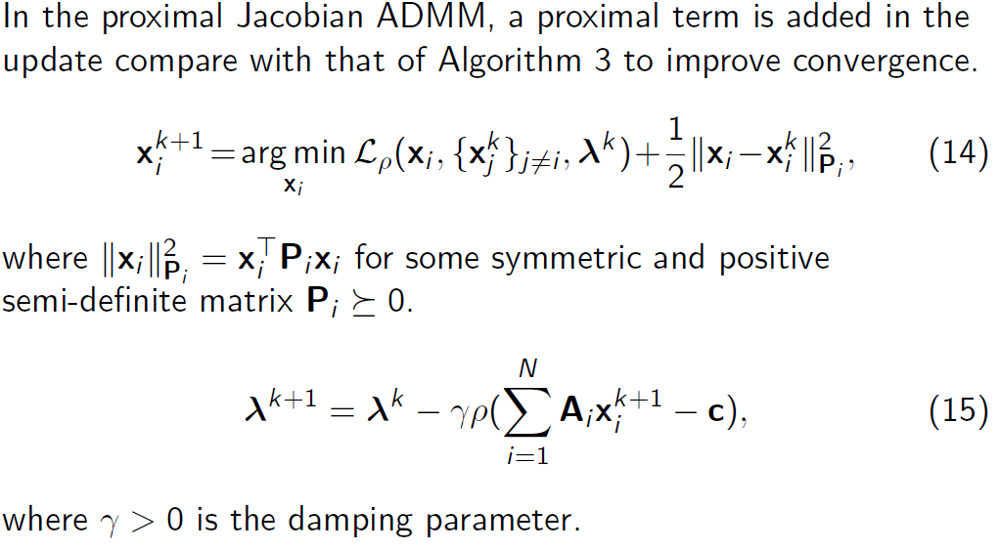 In the proximal Jacobian ADMM, a proximal term is added in the
update compare with that of Algorithm 3 to improve convergence.
$\mathbf{x}_i^{k+1} = \underset{\mathbf{x}_i}{\arg\min}\, \mathcal{L}_\rho(\mathbf{x}_i, \{\mathbf{x}_j^k\}_{j \neq i}, \boldsymbol{\lambda}^k) + \frac{1}{2}\|\mathbf{x}_i - \mathbf{x}_i^k\|_{\mathbf{P}_i}^2,$ (14)
where $\|\mathbf{x}_i\|_{\mathbf{P}_i}^2 = \mathbf{x}_i^\top \mathbf{P}_i \mathbf{x}_i$ for some symmetric and positive
semi-definite matrix $\mathbf{P}_i \succeq 0$.
$\boldsymbol{\lambda}^{k+1} = \boldsymbol{\lambda}^k - \gamma\rho(\sum_{i=1}^{N} \mathbf{A}_i \mathbf{x}_i^{k+1} - \mathbf{c}),$ (15)
where $\gamma > 0$ is the damping parameter.